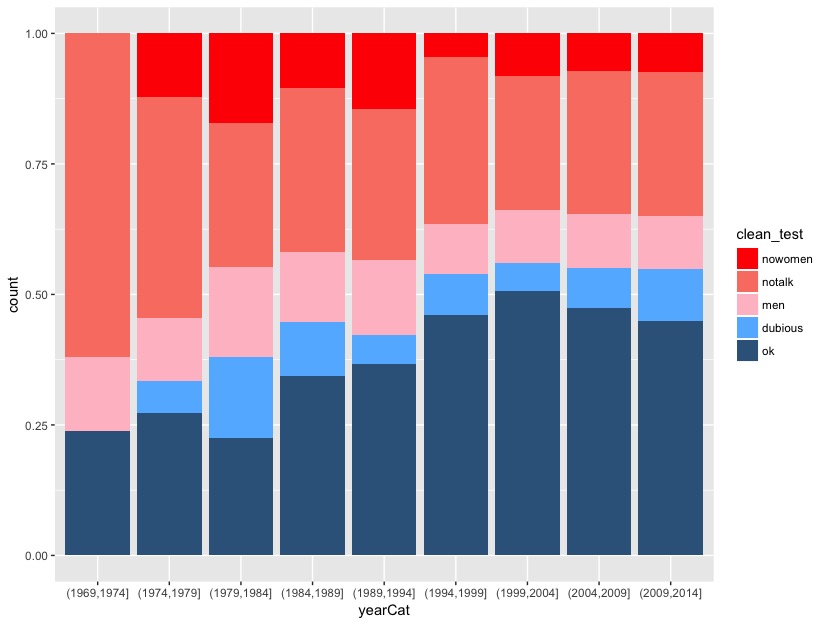 1.00
0.75
0.50
0.25
0.00
count
(1969,1974] (1974,1979] (1979,1984] (1984,1989] (1989,1994] (1994,1999] (1999,2004] (2004,2009] (2009,2014]
yearCat
clean_test
nowomen
notalk
men
dubious
ok